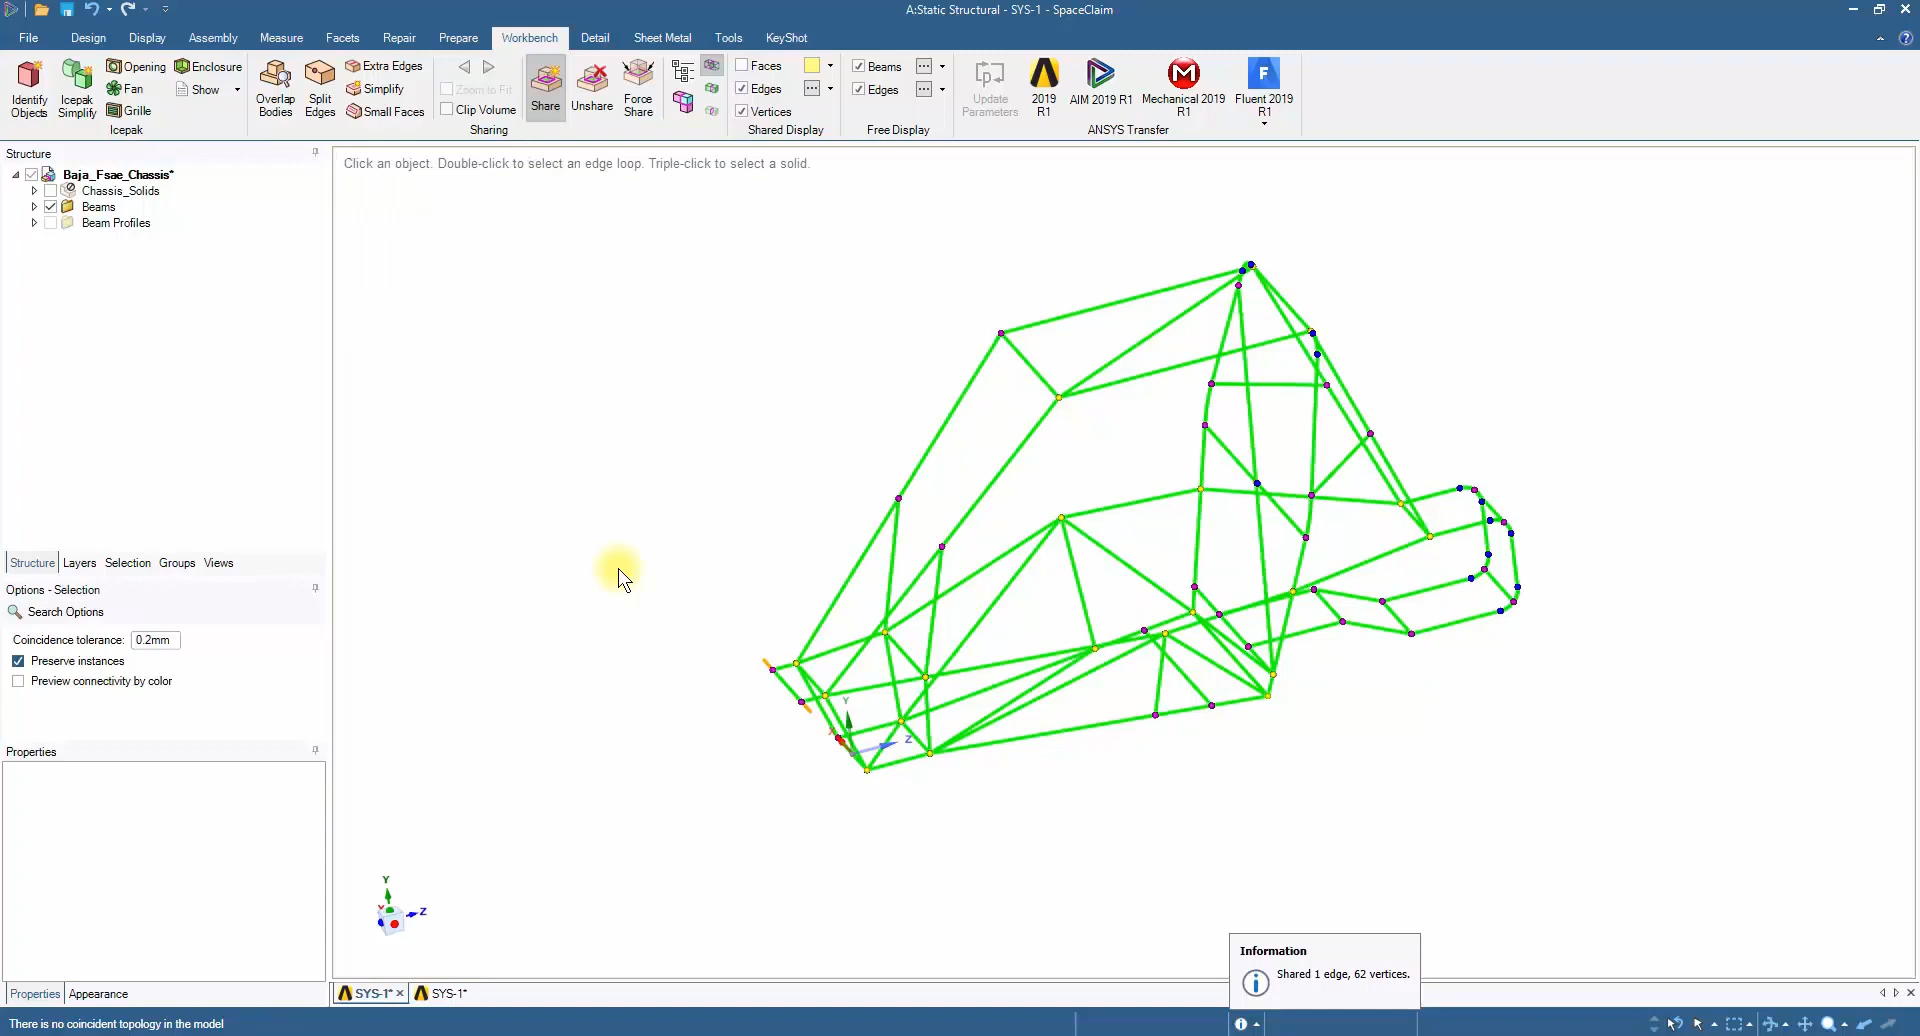 A:Static Structural - SYS-1 - SpaceClaim
File Design Display Assembly Measure Facets Repair Prepare Workbench Detail Sheet Metal Tools KeyShot
Identify Objects
Icepak Simplify
Opening
Fan
Grille
Enclosure
Show
Icepak
Overlap Bodies
Split Edges
Extra Edges
Simplify
Small Faces
Zoom to Fit
Clip Volume
Share
Unshare
Force Share
Sharing
Faces
Edges
Vertices
Shared Display
Beams
Edges
Free Display
Update Parameters
2019 R1
AIM 2019 R1
Mechanical 2019 R1
F
Fluent 2019 R1
ANSYS Transfer
Structure
Baja_Fsae_Chassis*
Chassis_Solids
Beams
Beam Profiles
Click an object. Double-click to select an edge loop. Triple-click to select a solid.
Structure Layers Selection Groups Views
Options - Selection
Search Options
Coincidence tolerance: 0.2mm
Preserve instances
Preview connectivity by color
Properties
Y
X
Z
Y
X
Z
Information
Shared 1 edge, 62 vertices.
Properties Appearance
SYS-1* SYS-1*
There is no coincident topology in the model